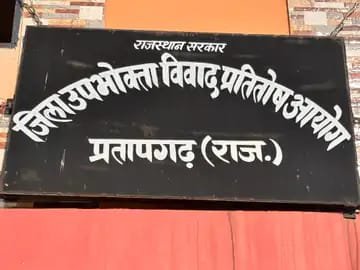 राजस्थान सरकार
जिला उपभोक्ता विवाद प्रतितोष आयोग
प्रतापगढ़ (राज.)